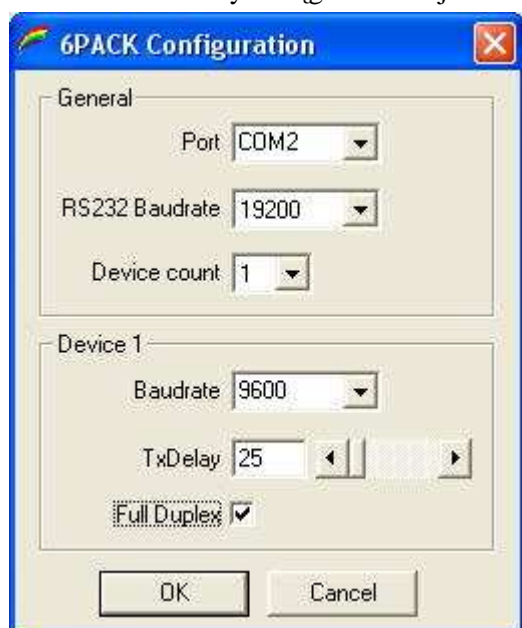 6PACK Configuration
General
Port COM2
RS232 Baudrate 19200
Device count 1
Device 1
Baudrate 9600
TxDelay 25
Full Duplex
OK Cancel